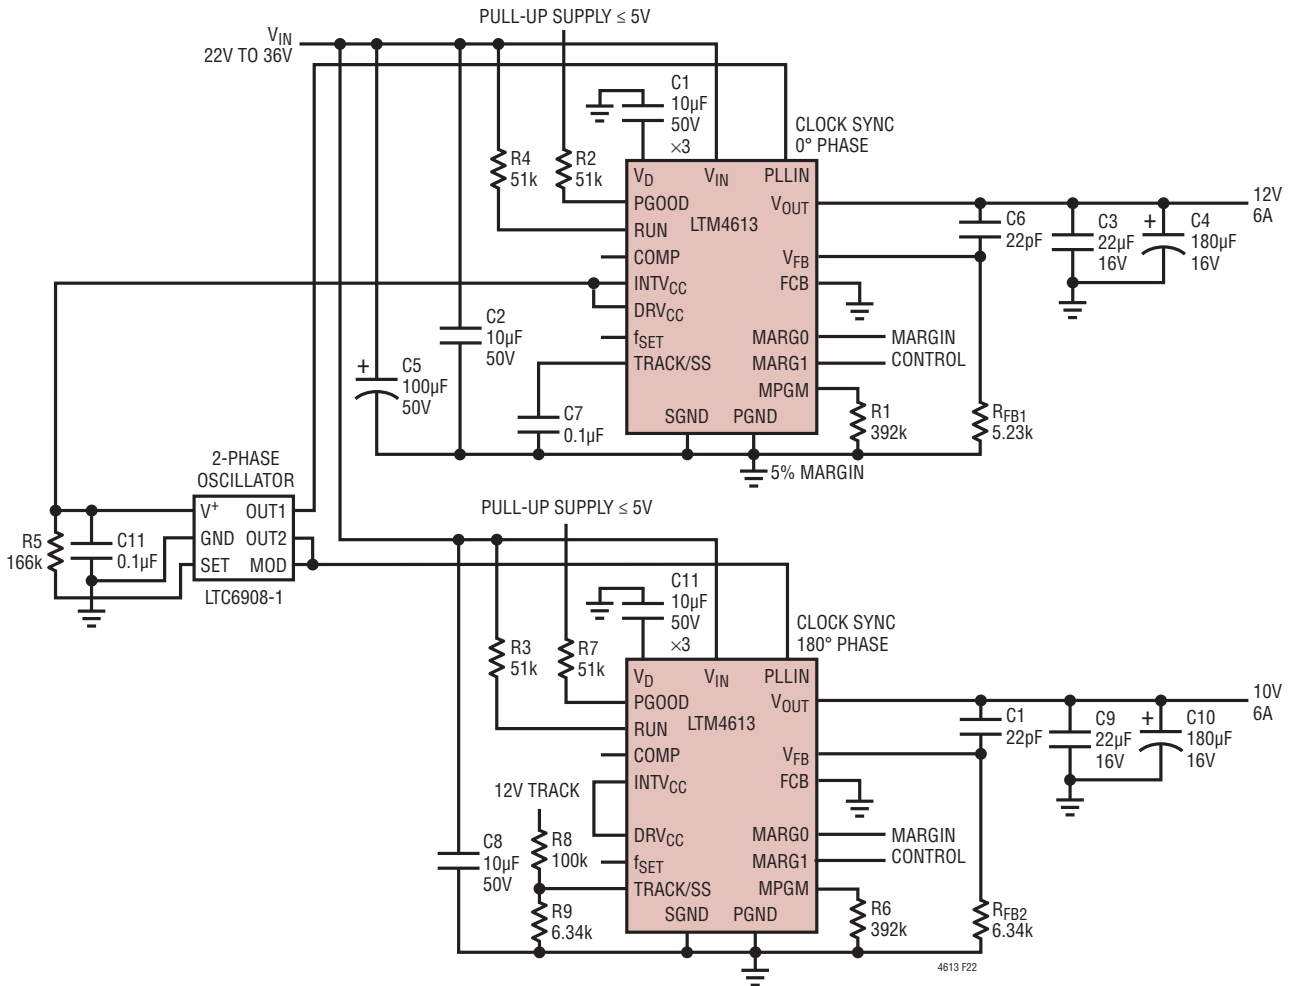 PULL-UP SUPPLY ≤ 5V
VIN
22V TO 36V
C1
10µF
50V
×3
CLOCK SYNC
0° PHASE
R4
51k
R2
51k
VD
VIN
PLLIN
PGOOD
VOUT
LTM4613
RUN
COMP
VFB
INTVCC
FCB
DRVCC
fSET
MARG0
TRACK/SS
MARG1
MPGM
SGND
PGND
12V
6A
C6
22pF
C3
22µF
16V
+
C4
180µF
16V
MARGIN
CONTROL
C2
10µF
50V
+
C5
100µF
50V
C7
0.1µF
R1
392k
RFB1
5.23k
5% MARGIN
2-PHASE
OSCILLATOR
V+
OUT1
GND
OUT2
SET
MOD
LTC6908-1
R5
166k
C11
0.1µF
PULL-UP SUPPLY ≤ 5V
C11
10µF
50V
×3
CLOCK SYNC
180° PHASE
R3
51k
R7
51k
VD
VIN
PLLIN
PGOOD
VOUT
LTM4613
RUN
COMP
VFB
INTVCC
FCB
DRVCC
MARG0
fSET
MARG1
TRACK/SS
MPGM
SGND
PGND
10V
6A
C1
22pF
C9
22µF
16V
+
C10
180µF
16V
12V TRACK
MARGIN
CONTROL
C8
10µF
50V
R8
100k
R9
6.34k
R6
392k
RFB2
6.34k
4613 F22